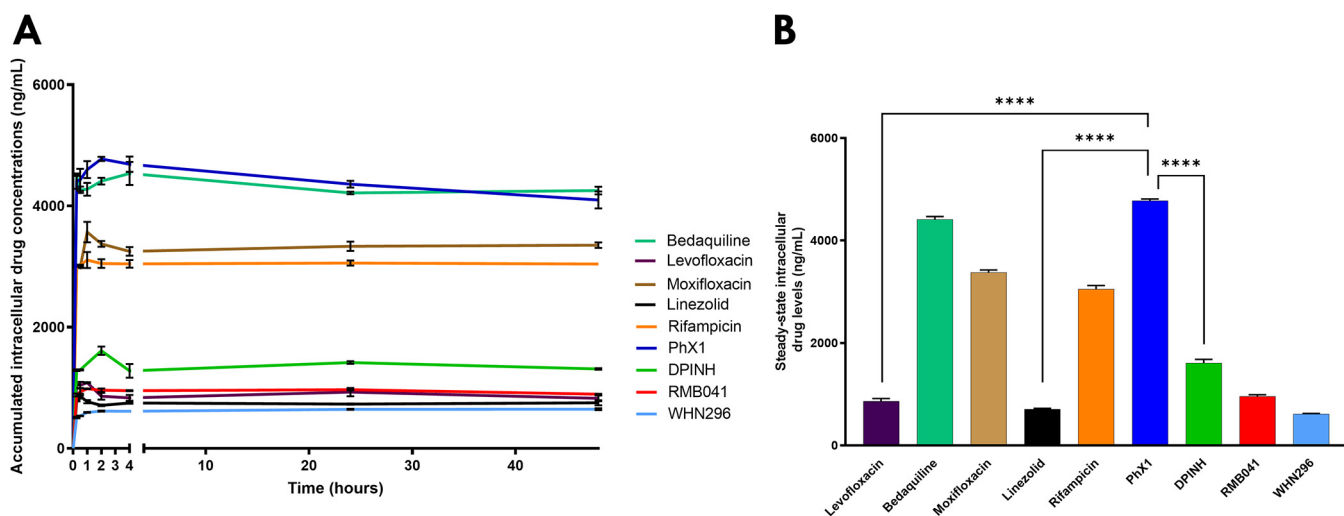 A
Accumulated intracellular drug concentrations (ng/mL)
6000
4000
2000
0
0 1 2 3 4 10 20 30 40
Time (hours)
Bedaquiline
Levofloxacin
Moxifloxacin
Linezolid
Rifampicin
PhX1
DPINH
RMB041
WHN296
B
Steady-state intracellular
drug levels (ng/mL)
6000
4000
2000
0
****
****
****
Levofloxacin
Bedaquiline
Moxifloxacin
Linezolid
Rifampicin
PhX1
DPINH
RMB041
WHN296